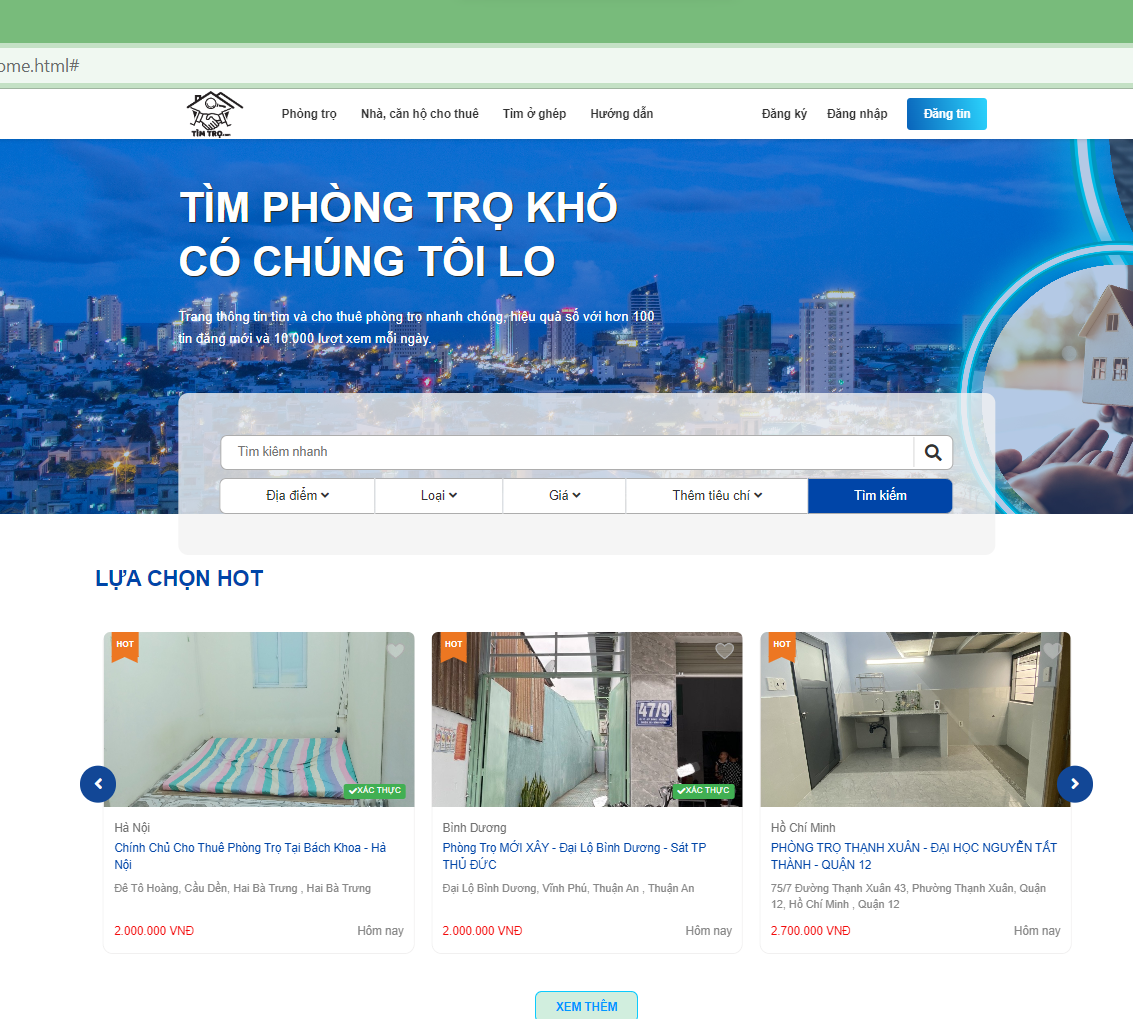 ome.html#
TÌM TRỌ
Phòng trọ
Nhà, căn hộ cho thuê
Tìm ở ghép
Hướng dẫn
Đăng ký
Đăng nhập
Đăng tin
TÌM PHÒNG TRỌ KHÓ
CÓ CHÚNG TÔI LO
Trang thông tin tìm và cho thuê phòng trọ nhanh chóng, hiệu quả số với hơn 100
tin đăng mới và 10.000 lượt xem mỗi ngày.
Tìm kiếm nhanh
Địa điểm
Loại
Giá
Thêm tiêu chí
Tìm kiếm
LỰA CHỌN HOT
HOT
XÁC THỰC
Hà Nội
Chính Chủ Cho Thuê Phòng Trọ Tại Bách Khoa - Hà
Nội
Đê Tô Hoàng, Cầu Dền, Hai Bà Trưng , Hai Bà Trưng
2.000.000 VNĐ
Hôm nay
HOT
47/9
XÁC THỰC
Bình Dương
Phòng Trọ MỚI XÂY - Đại Lộ Bình Dương - Sát TP
THỦ ĐỨC
Đại Lộ Bình Dương, Vĩnh Phú, Thuận An , Thuận An
2.000.000 VNĐ
Hôm nay
HOT
Hồ Chí Minh
PHÒNG TRỌ THẠNH XUÂN - ĐẠI HỌC NGUYỄN TẤT
THÀNH - QUẬN 12
75/7 Đường Thạnh Xuân 43, Phường Thạnh Xuân, Quận
12, Hồ Chí Minh , Quận 12
2.700.000 VNĐ
Hôm nay
XEM THÊM